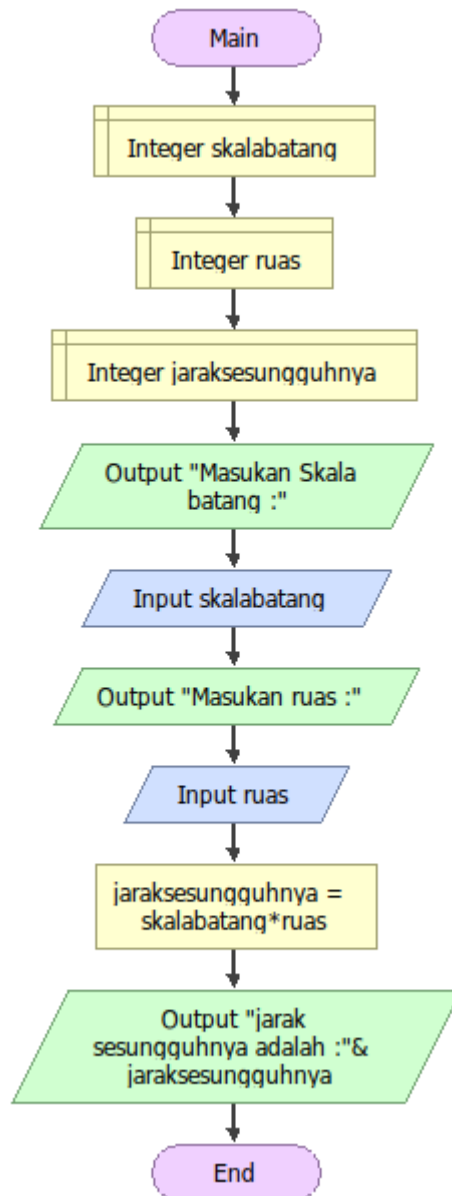 Main
Integer skalabatang
Integer ruas
Integer jaraksesungguhnya
Output "Masukan Skala
batang :"
Input skalabatang
Output "Masukan ruas :"
Input ruas
jaraksesungguhnya =
skalabatang*ruas
Output "jarak
sesungguhnya adalah :"&
jaraksesungguhnya
End